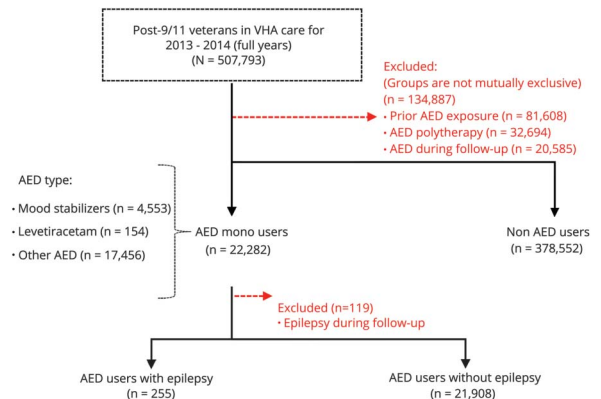 Post-9/11 veterans in VHA care for
2013 - 2014 (full years)
(N = 507,793)
Excluded:
(Groups are not mutually exclusive)
(n = 134,887)
• Prior AED exposure (n = 81,608)
• AED polytherapy (n = 32,694)
• AED during follow-up (n = 20,585)
AED type:
• Mood stabilizers (n = 4,553)
• Levetiracetam (n = 154)
• Other AED (n = 17,456)
AED mono users
(n = 22,282)
Non AED users
(n = 378,552)
Excluded (n=119)
• Epilepsy during follow-up
AED users with epilepsy
(n = 255)
AED users without epilepsy
(n = 21,908)